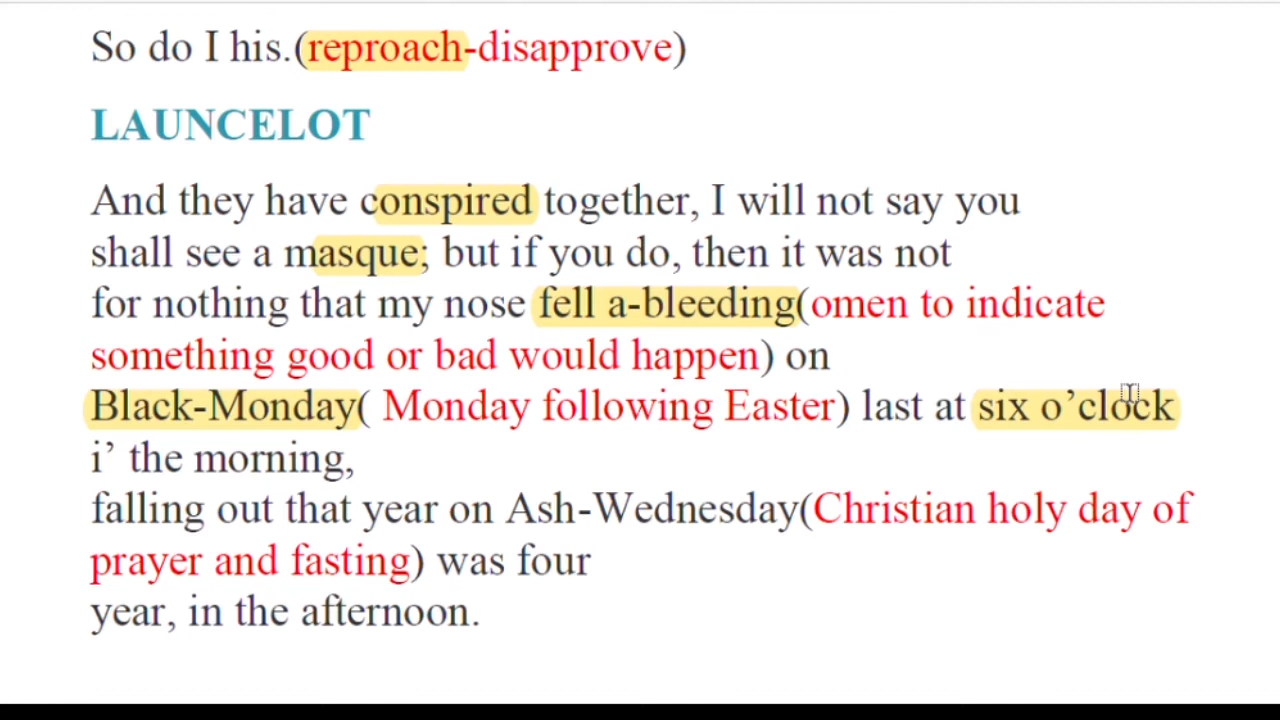 So do I his.(reproach-disapprove)
LAUNCELOT
And they have conspired together, I will not say you
shall see a masque; but if you do, then it was not
for nothing that my nose fell a-bleeding(omen to indicate
something good or bad would happen) on
Black-Monday( Monday following Easter) last at six o’clock
i’ the morning,
falling out that year on Ash-Wednesday(Christian holy day of
prayer and fasting) was four
year, in the afternoon.